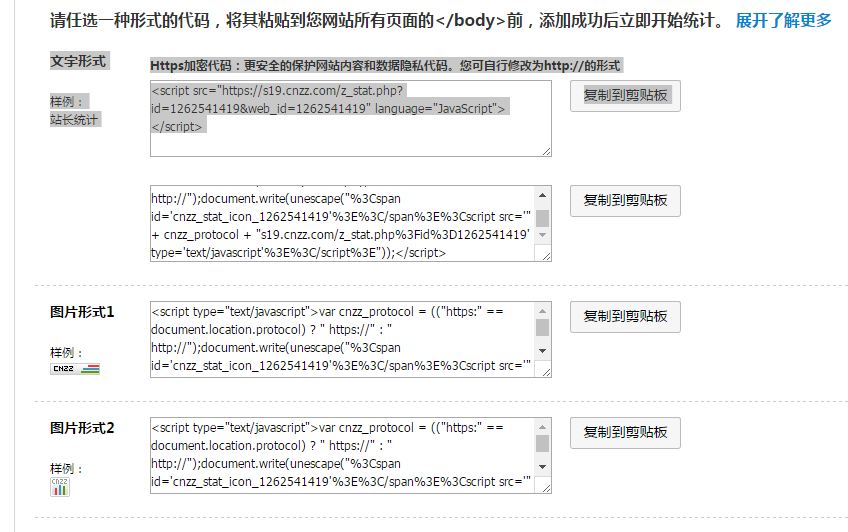 请任选一种形式的代码，将其粘贴到您网站所有页面的</body>前，添加成功后立即开始统计。 展开了解更多
文字形式
Https加密代码：更安全的保护网站内容和数据隐私代码。您可自行修改为http://的形式
样例：
站长统计
<script src="https://s19.cnzz.com/z_stat.php?
id=1262541419&web_id=1262541419" language="JavaScript">
</script>
复制到剪贴板
http://");document.write(unescape("%3Cspan
id='cnzz_stat_icon_1262541419'%3E%3C/span%3E%3Cscript src='"
+ cnzz_protocol + "s19.cnzz.com/z_stat.php%3Fid%3D1262541419'
type='text/javascript'%3E%3C/script%3E"));</script>
复制到剪贴板
图片形式1
样例：
CNZZ
<script type="text/javascript">var cnzz_protocol = (("https:" ==
document.location.protocol) ? " https://" : "
http://");document.write(unescape("%3Cspan
id='cnzz_stat_icon_1262541419'%3E%3C/span%3E%3Cscript src='"
复制到剪贴板
图片形式2
样例：
CNZZ
<script type="text/javascript">var cnzz_protocol = (("https:" ==
document.location.protocol) ? " https://" : "
http://");document.write(unescape("%3Cspan
id='cnzz_stat_icon_1262541419'%3E%3C/span%3E%3Cscript src='"
复制到剪贴板